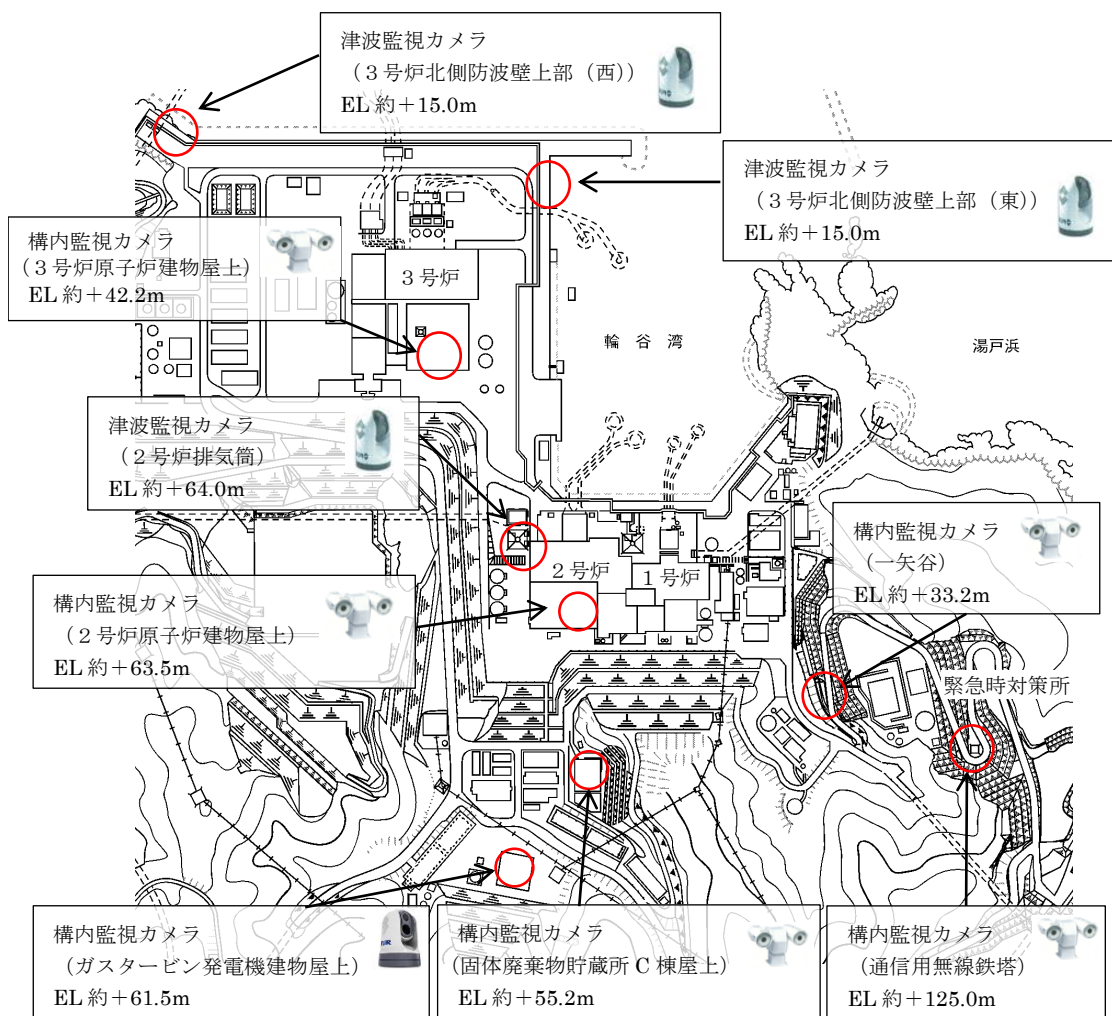 津波監視カメラ
(３号炉北側防波壁上部（西))
EL 約＋15.0m
津波監視カメラ
(３号炉北側防波壁上部（東))
EL 約＋15.0m
構内監視カメラ
(３号炉原子炉建物屋上)
EL 約＋42.2m
３号炉
輪谷湾
湯戸浜
津波監視カメラ
(２号炉排気筒)
EL 約＋64.0m
構内監視カメラ
(一矢谷)
EL 約＋33.2m
２号炉
１号炉
構内監視カメラ
(２号炉原子炉建物屋上)
EL 約＋63.5m
緊急時対策所
構内監視カメラ
(ガスタービン発電機建物屋上)
EL 約＋61.5m
構内監視カメラ
(固体廃棄物貯蔵所 C 棟屋上)
EL 約＋55.2m
構内監視カメラ
(通信用無線鉄塔)
EL 約＋125.0m